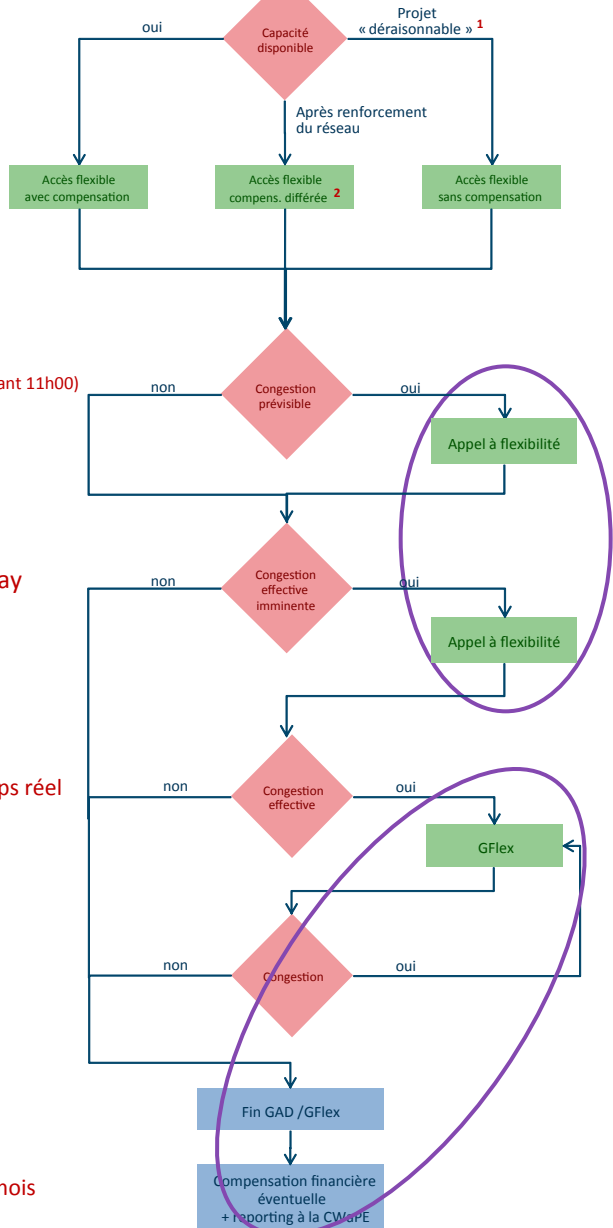 oui
Capacité
disponible
Projet
« déraisonnable » 1
Après renforcement
du réseau
Accès flexible
avec compensation
Accès flexible
compens. différée 2
Accès flexible
sans compensation
ant 11h00)
non
Congestion
prévisible
oui
Appel à flexibilité
ay
non
Congestion
effective
imminente
oui
Appel à flexibilité
ps réel
non
Congestion
effective
oui
GFlex
non
Congestion
oui
Fin GAD /GFlex
nois
Compensation financière
éventuelle
+ reporting à la CWaPE